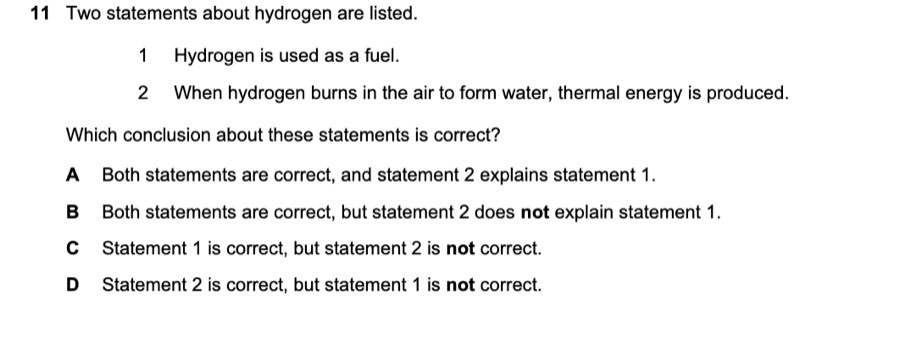 11 Two statements about hydrogen are listed.
1 Hydrogen is used as a fuel.
2 When hydrogen burns in the air to form water, thermal energy is produced.
Which conclusion about these statements is correct?
A Both statements are correct, and statement 2 explains statement 1.
B Both statements are correct, but statement 2 does not explain statement 1.
C Statement 1 is correct, but statement 2 is not correct.
D Statement 2 is correct, but statement 1 is not correct.